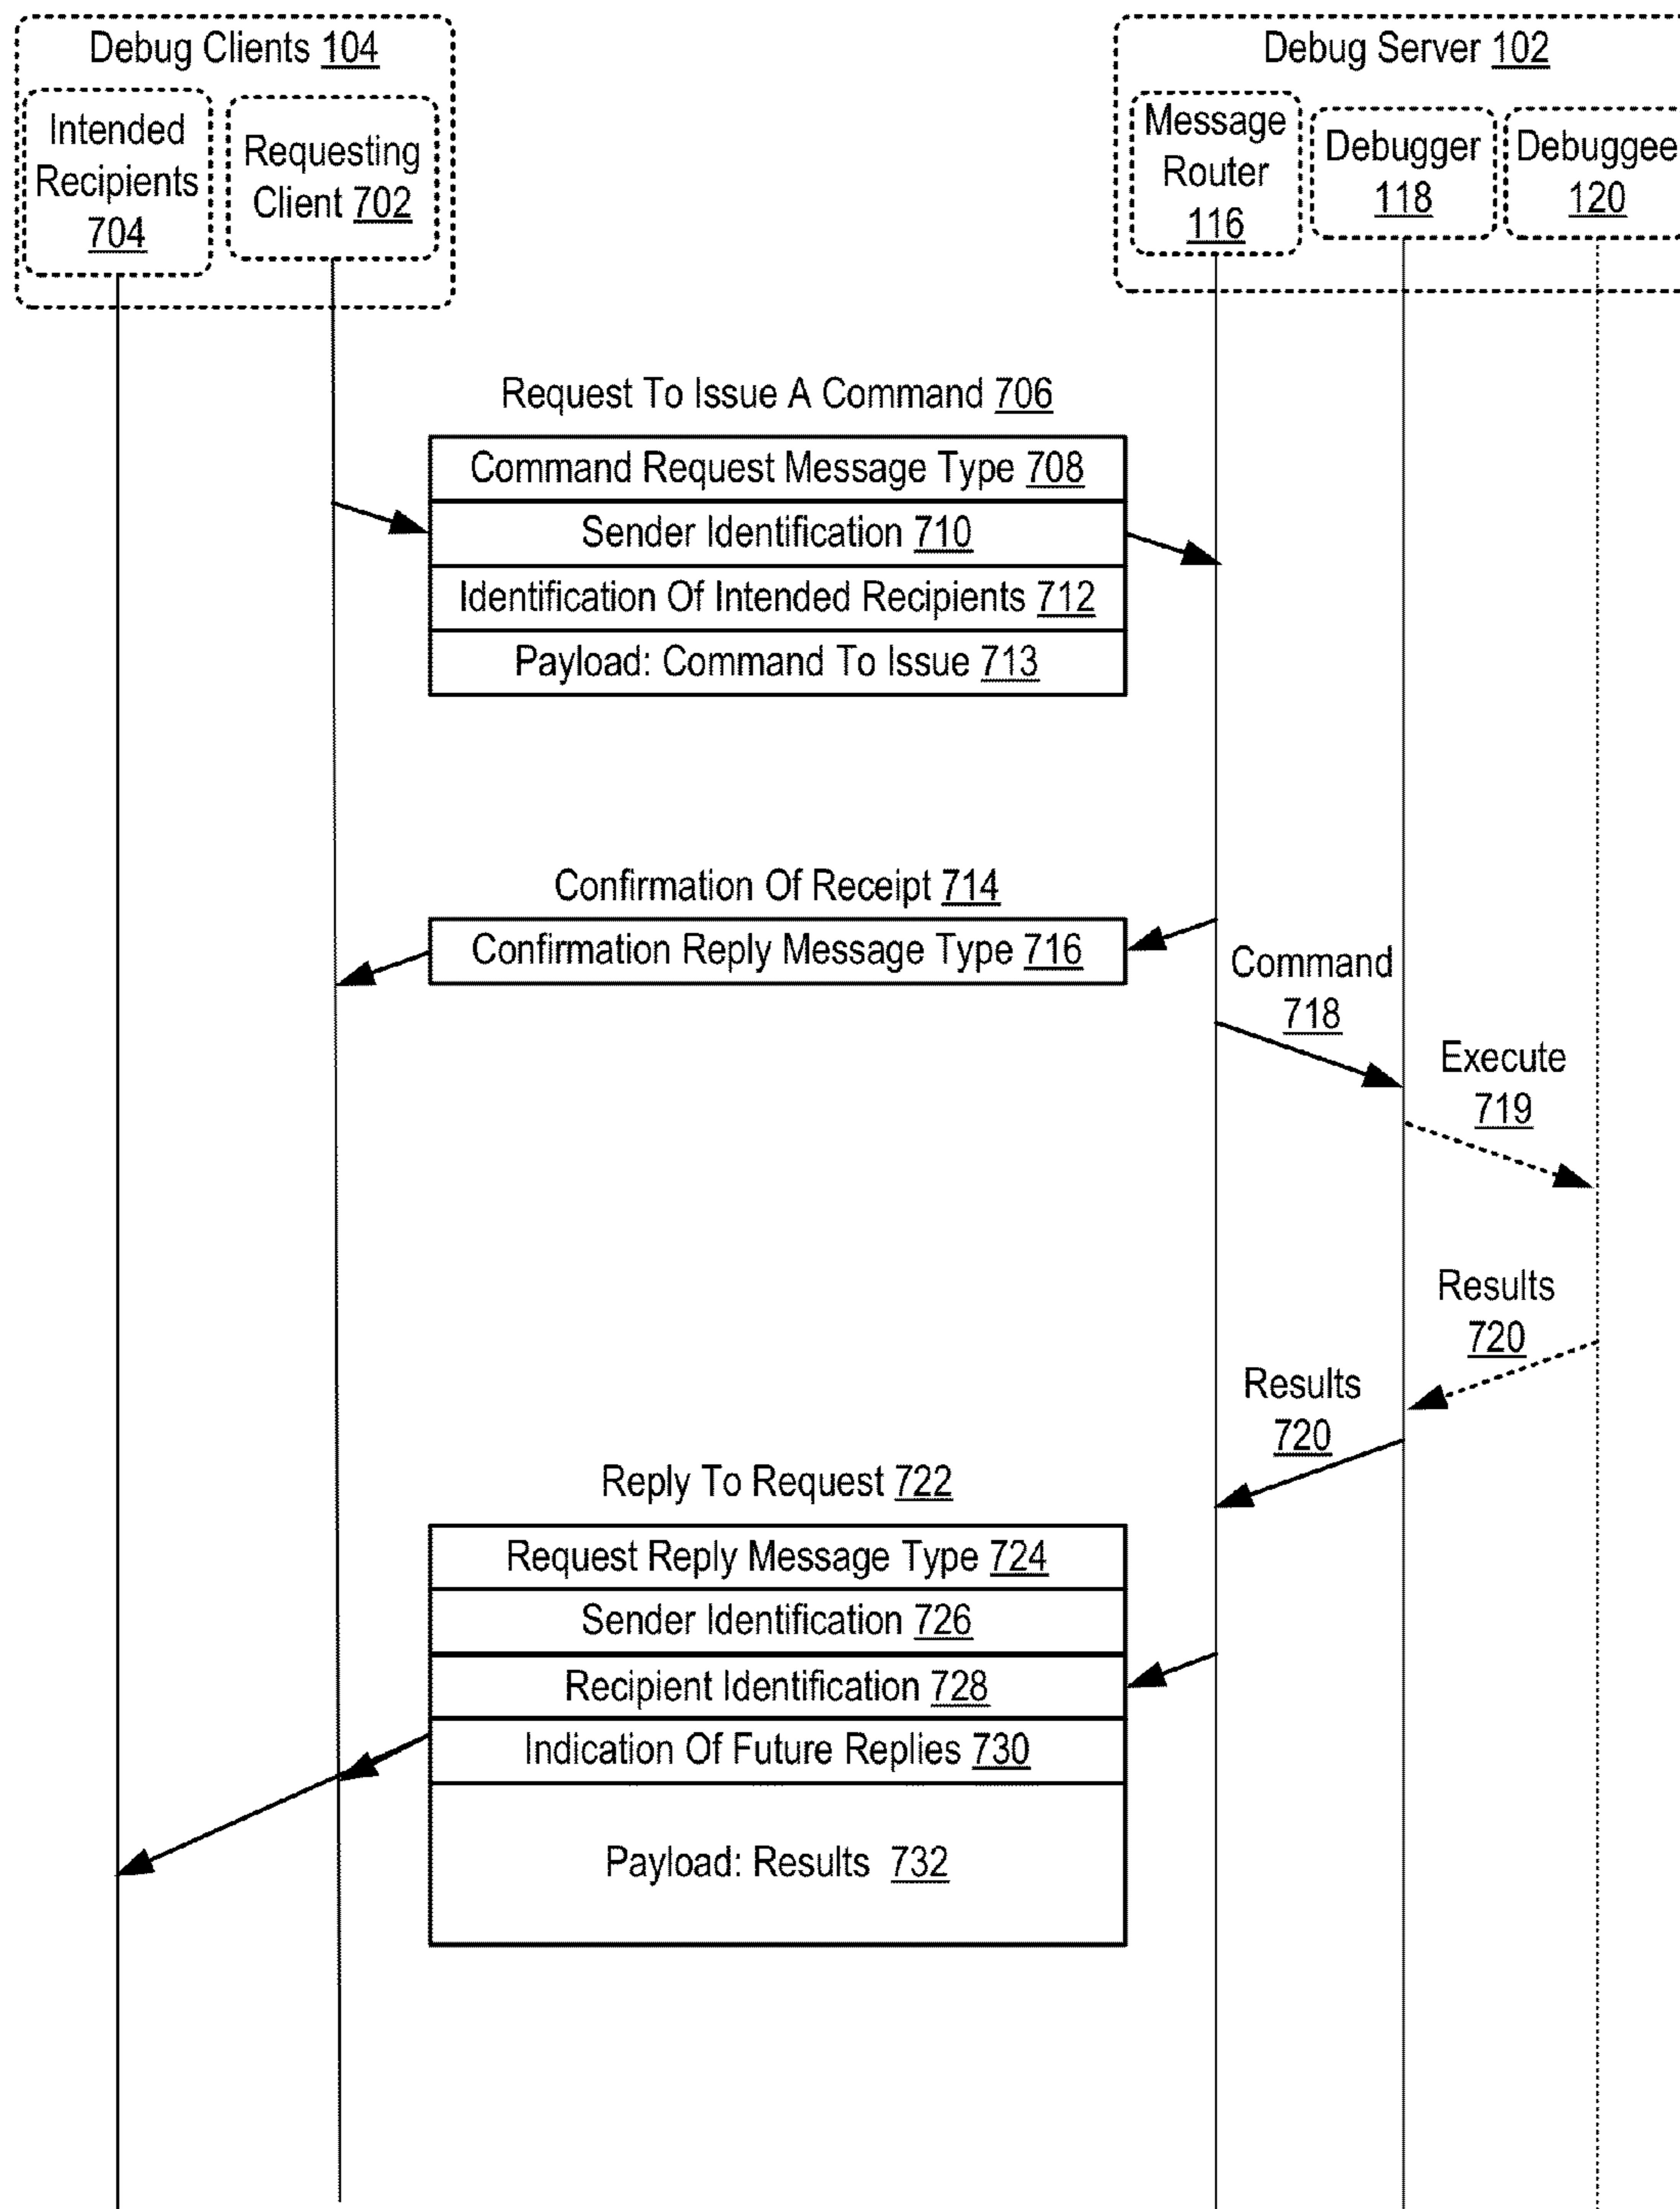 Debug Clients 104
Intended
Recipients
704
Requesting
Client 702
Debug Server 102
Message
Router
116
Debugger
118
Debuggee
120
Request To Issue A Command 706
Command Request Message Type 708
Sender Identification 710
Identification Of Intended Recipients 712
Payload: Command To Issue 713
Confirmation Of Receipt 714
Confirmation Reply Message Type 716
Command
718
Execute
719
Results
720
Results
720
Reply To Request 722
Request Reply Message Type 724
Sender Identification 726
Recipient Identification 728
Indication Of Future Replies 730
Payload: Results 732